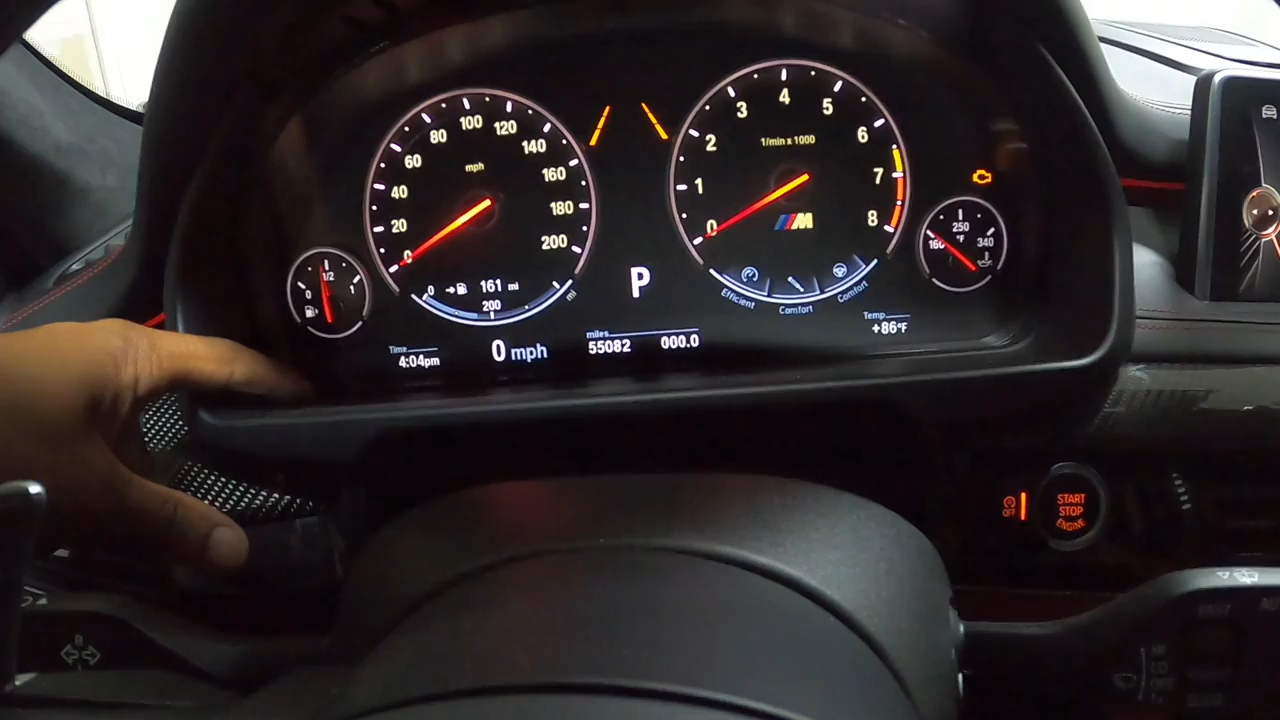 0
20
40
60
80
100
120
140
160
180
200
mph
0
161 mi
200
mi
0
1/2
1
0
1
2
3
4
5
6
7
8
1/min x 1000
M
Efficient
Comfort
Comfort
160
250
340
°F
P
Time
4:04pm
0 mph
miles
55082 000.0
Temp
+86°F
OFF
START
STOP
ENGINE